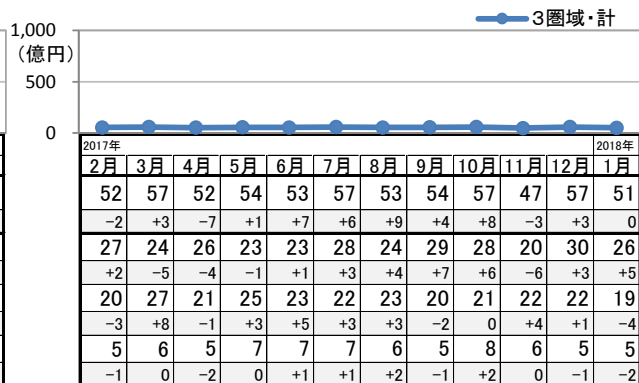 3圏域・計
1,000
（億円）
500
0
2017年 2018年
2月 3月 4月 5月 6月 7月 8月 9月 10月 11月 12月 1月
52 57 52 54 53 57 53 54 57 47 57 51
−2 +3 −7 +1 +7 +6 +9 +4 +8 −3 +3 0
27 24 26 23 23 28 24 29 28 20 30 26
+2 −5 −4 −1 +1 +3 +4 +7 +6 −6 +3 +5
20 27 21 25 23 22 23 20 21 22 22 19
−3 +8 −1 +3 +5 +3 +3 −2 0 +4 +1 −4
5 6 5 7 7 7 6 5 8 6 5 5
−1 0 −2 0 +1 +1 +2 −1 +2 0 −1 −2